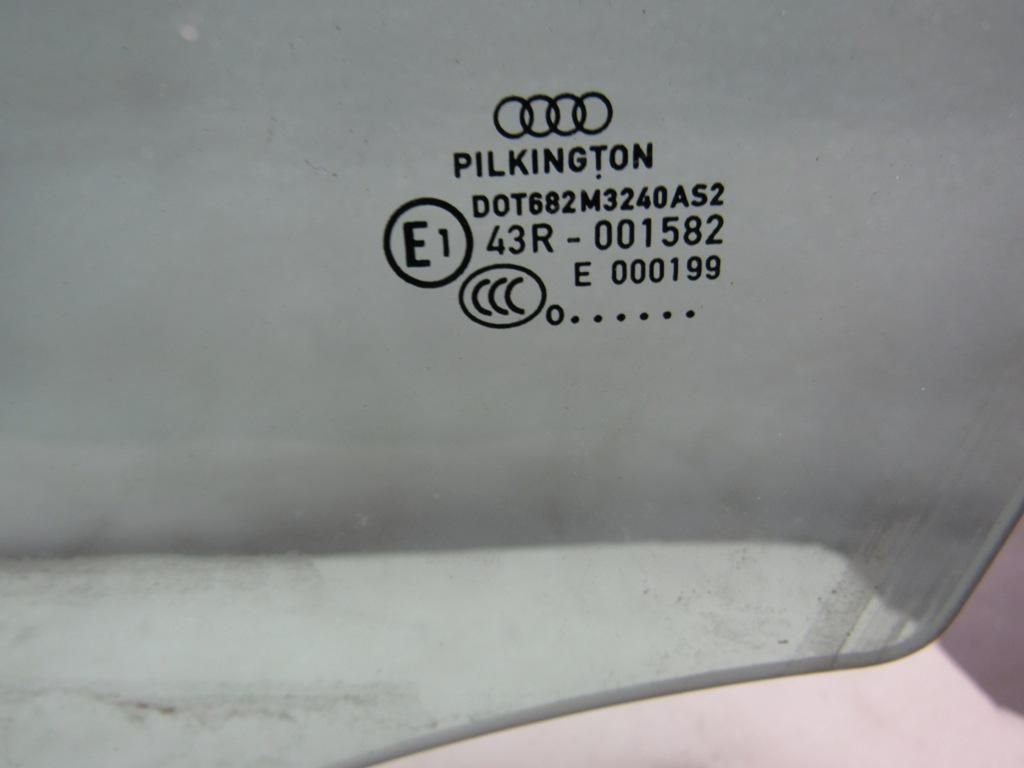 PILKINGTON
DOT682M3240AS2
E1 43R - 001582
E 000199
CCC o......